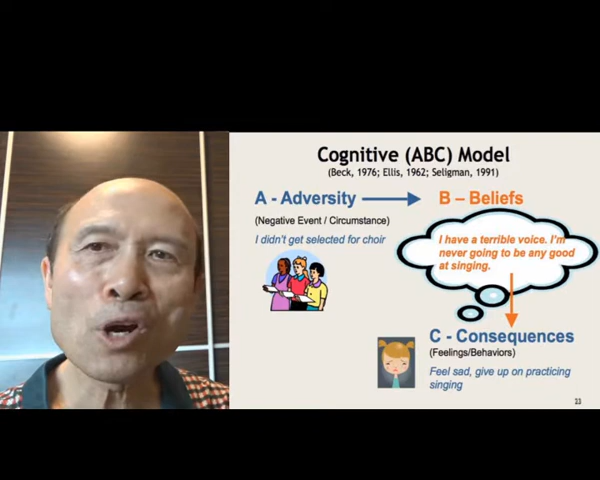 Cognitive (ABC) Model
(Beck, 1976; Ellis, 1962; Seligman, 1991)
A - Adversity
B – Beliefs
(Negative Event / Circumstance)
I didn't get selected for choir
I have a terrible voice. I'm
never going to be any good
at singing.
C - Consequences
(Feelings/Behaviors)
Feel sad, give up on practicing
singing
23